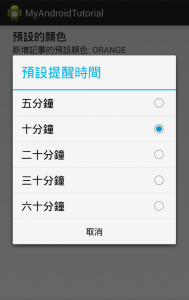 MyAndroidTutorial
預設的顏色
新增記事的預設顏色: ORANGE
預設提醒時間
五分鐘
十分鐘
二十分鐘
三十分鐘
六十分鐘
取消